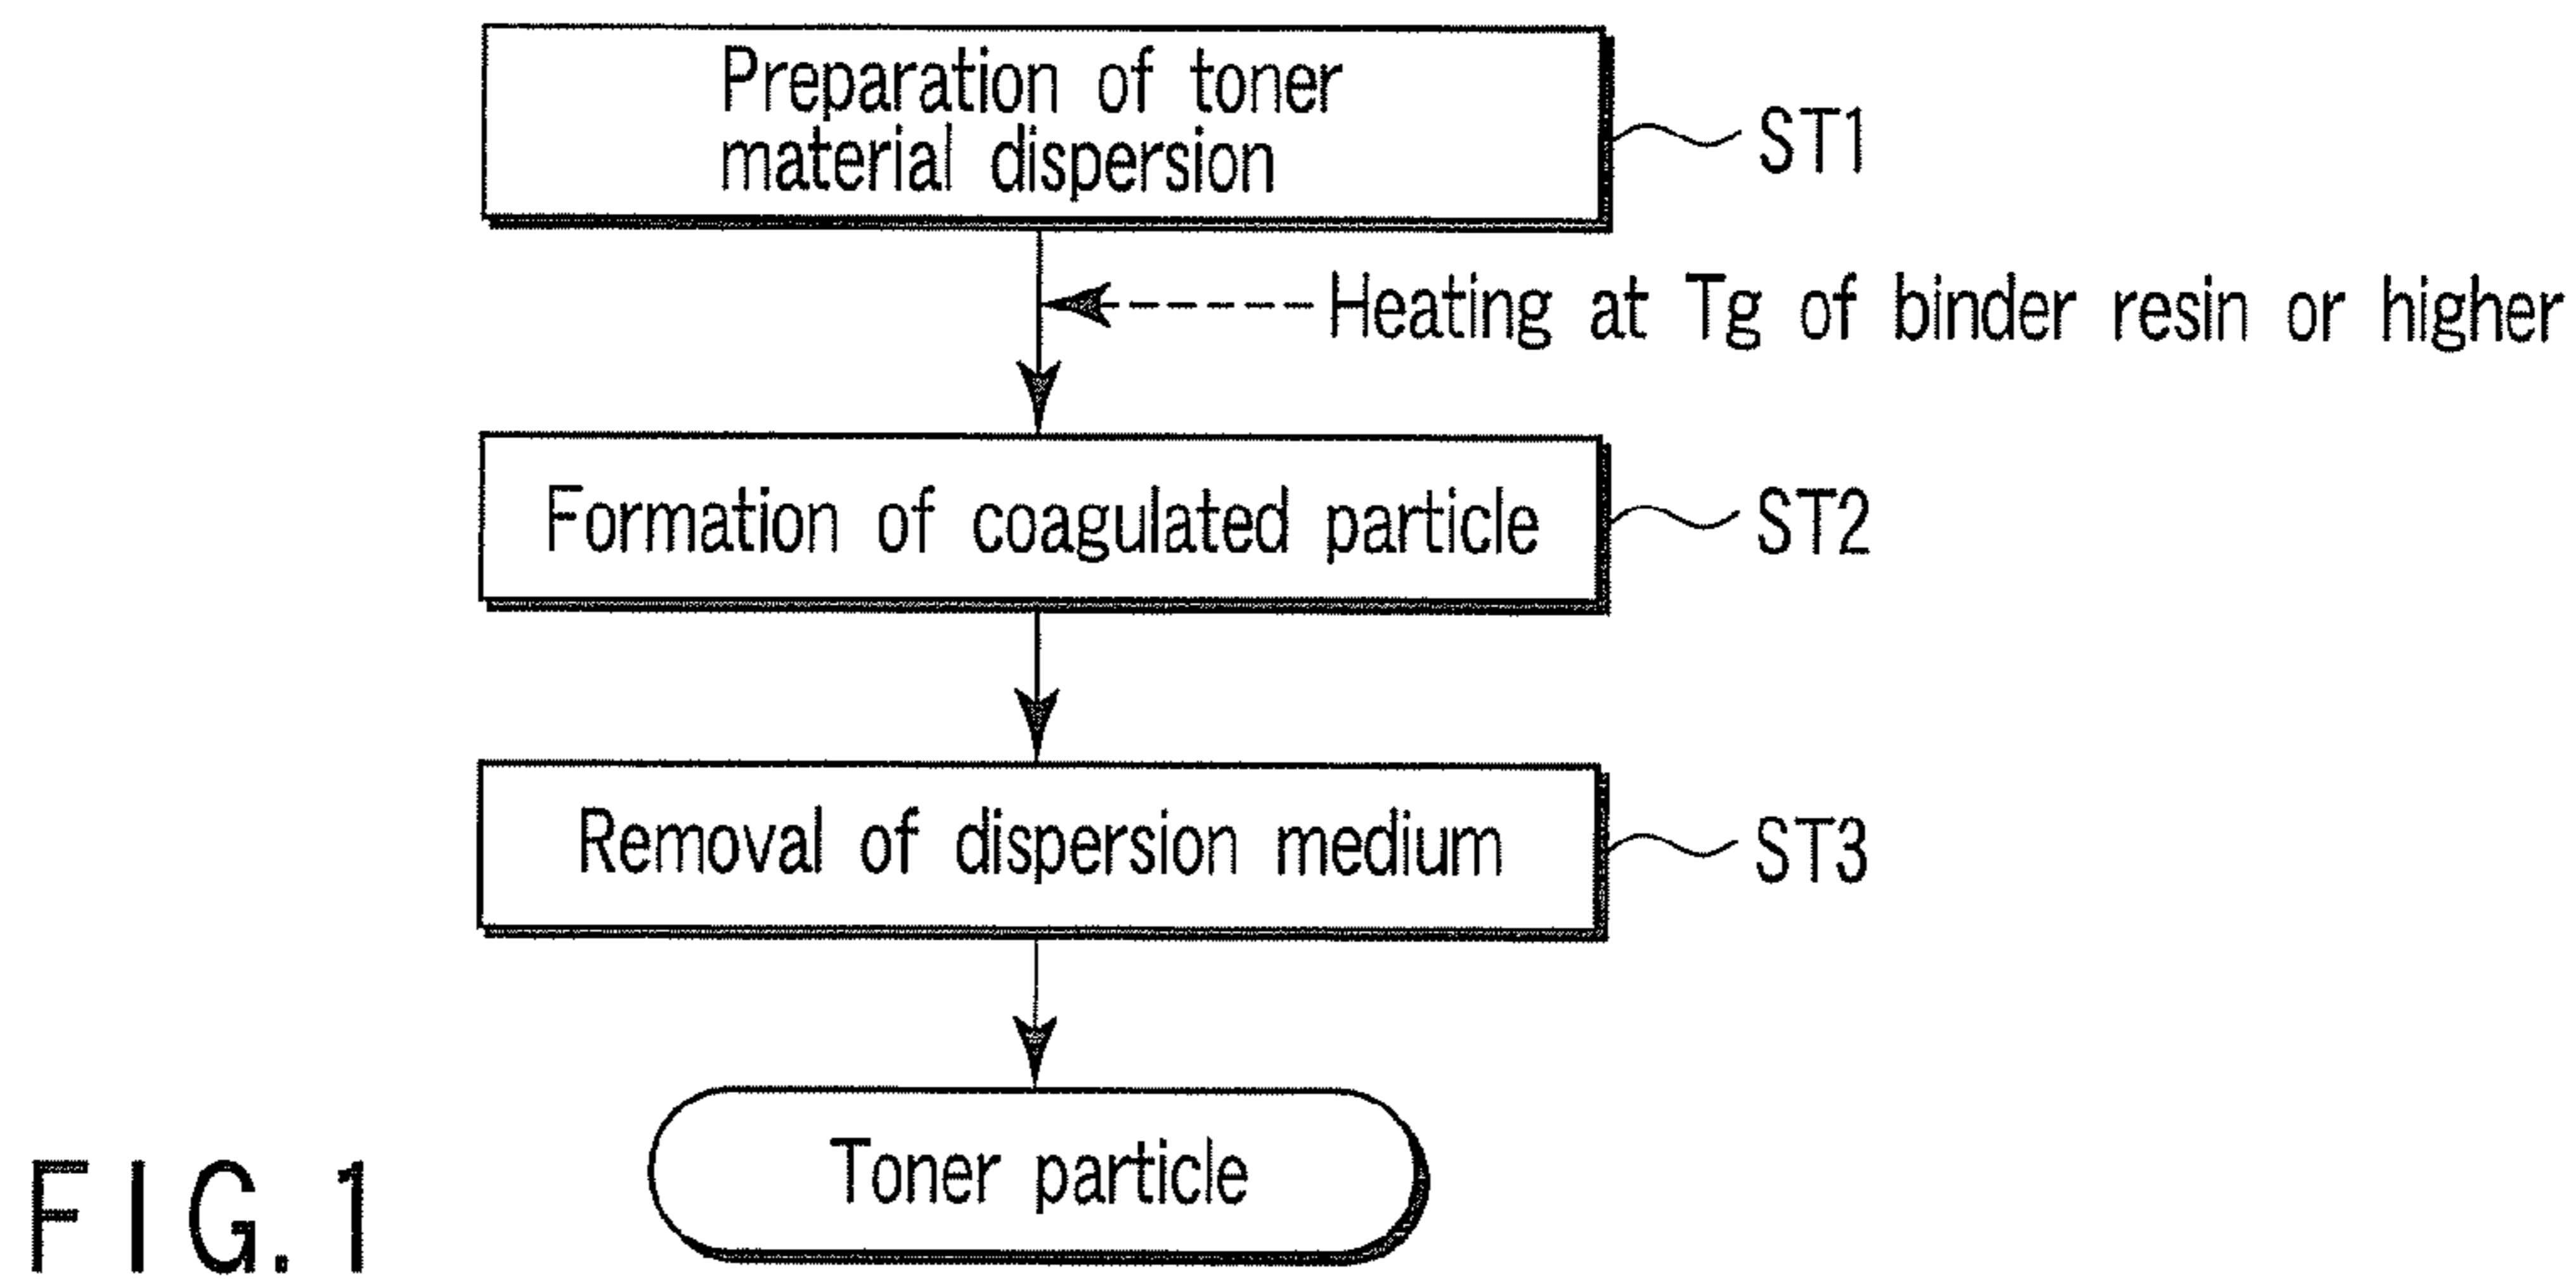 Preparation of toner
material dispersion
ST1
Heating at Tg of binder resin or higher
Formation of coagulated particle
ST2
Removal of dispersion medium
ST3
Toner particle
FIG.1